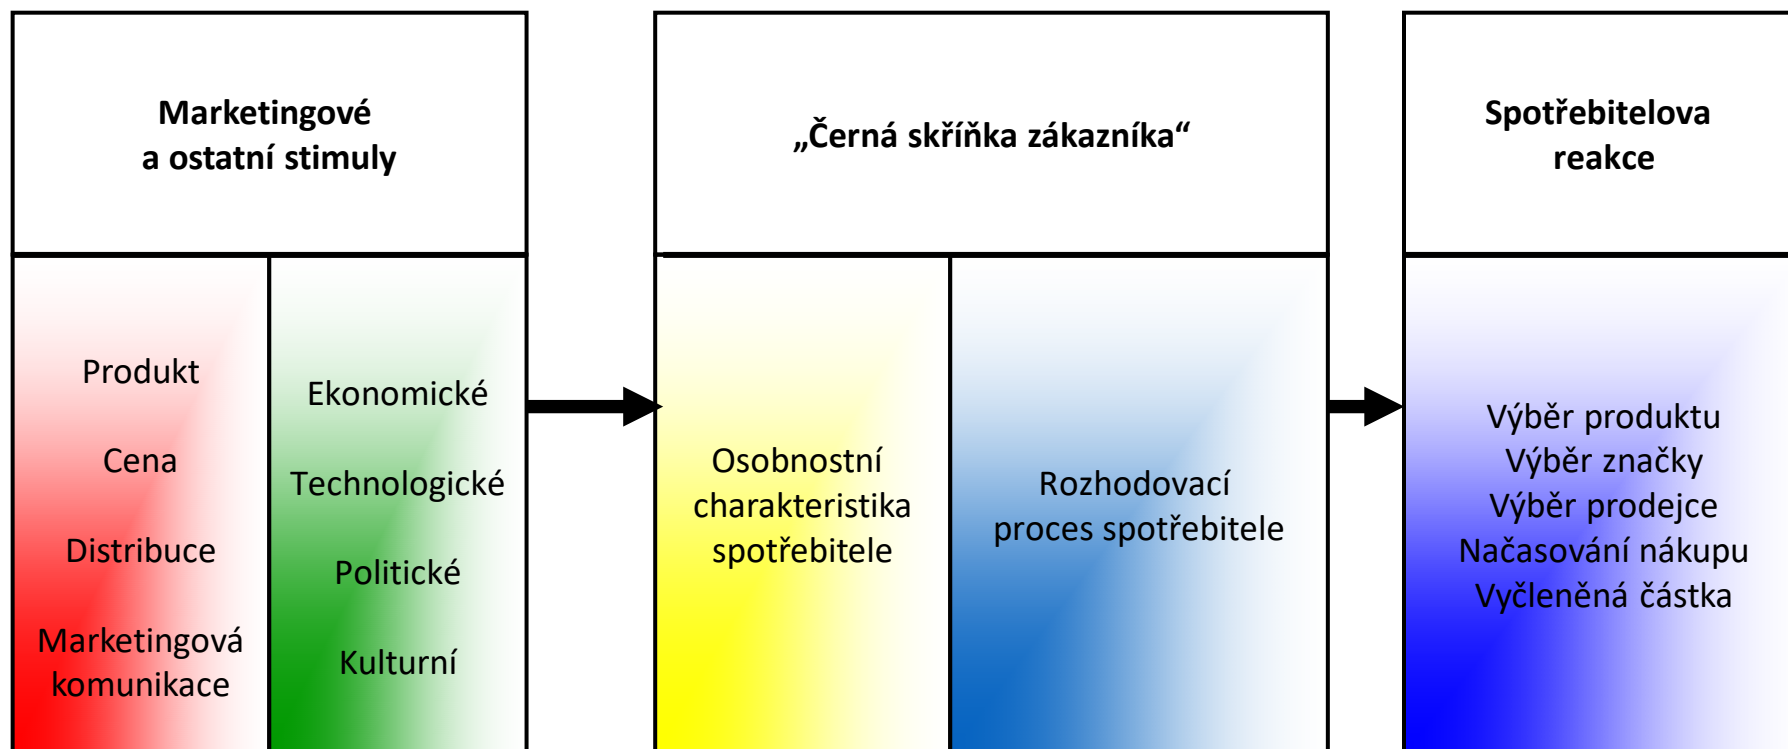 Marketingové
a ostatní stimuly
„Černá skříňka zákazníka“
Spotřebitelova
reakce
Produkt
Cena
Distribuce
Marketingová
komunikace
Ekonomické
Technologické
Politické
Kulturní
Osobnostní
charakteristika
spotřebitele
Rozhodovací
proces spotřebitele
Výběr produktu
Výběr značky
Výběr prodejce
Načasování nákupu
Vyčleněná částka